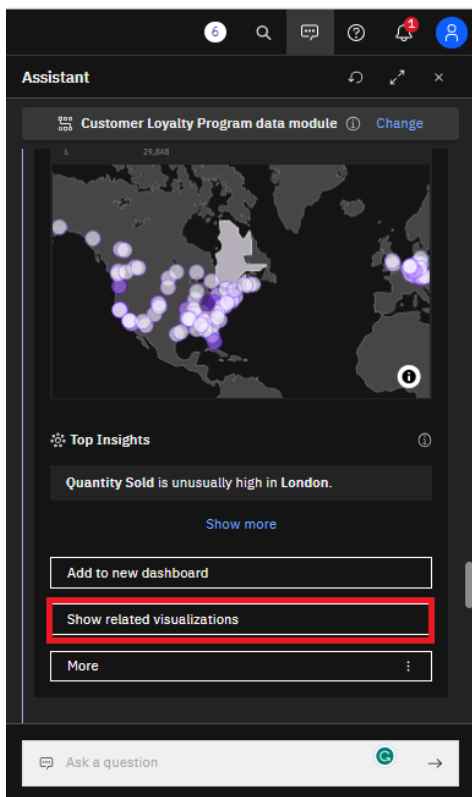 6
1
Assistant
Customer Loyalty Program data module
Change
6 29,848
Top Insights
Quantity Sold is unusually high in London.
Show more
Add to new dashboard
Show related visualizations
More
Ask a question